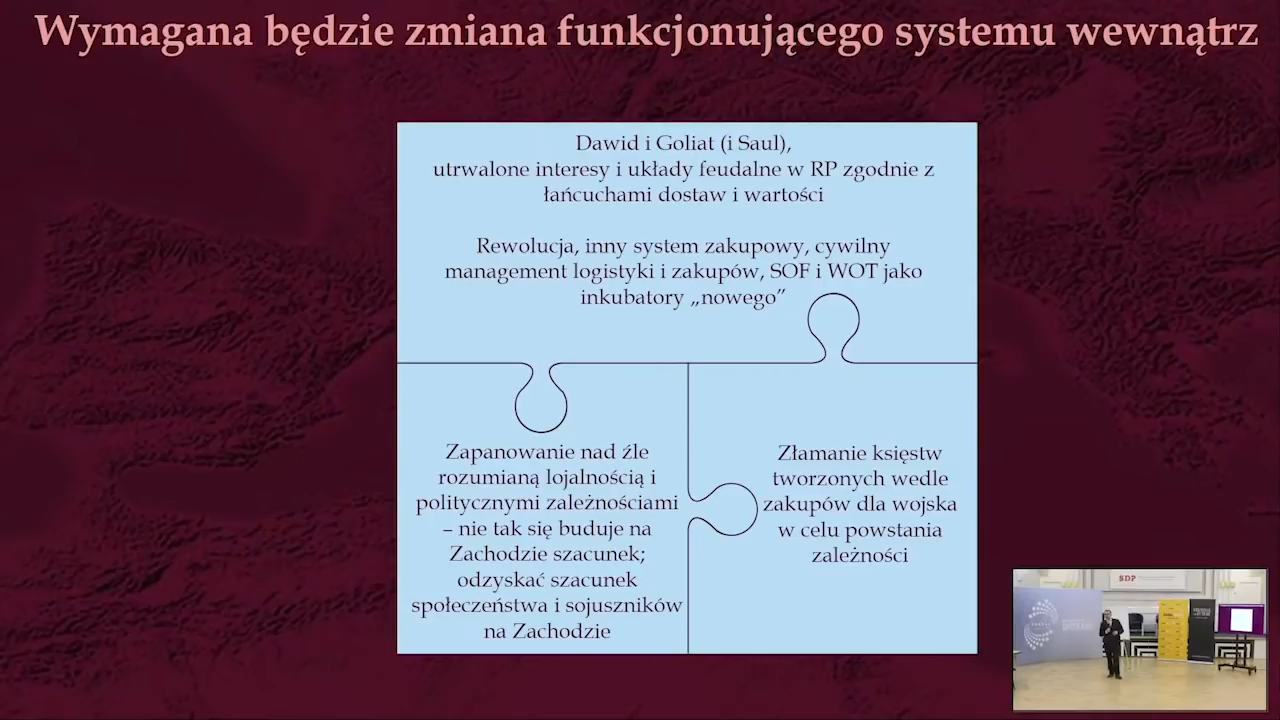 Wymagana będzie zmiana funkcjonującego systemu wewnątrz
Dawid i Goliat (i Saul),
utrwalone interesy i układy feudalne w RP zgodnie z
łańcuchami dostaw i wartości
Rewolucja, inny system zakupowy, cywilny
management logistyki i zakupów, SOF i WOT jako
inkubatory „nowego”
Zapanowanie nad źle
rozumianą lojalnością i
politycznymi zależnościami
– nie tak się buduje na
Zachodzie szacunek;
odzyskać szacunek
społeczeństwa i sojuszników
na Zachodzie
Złamanie księstw
tworzonych wedle
zakupów dla wojska
w celu powstania
zależności
SDP